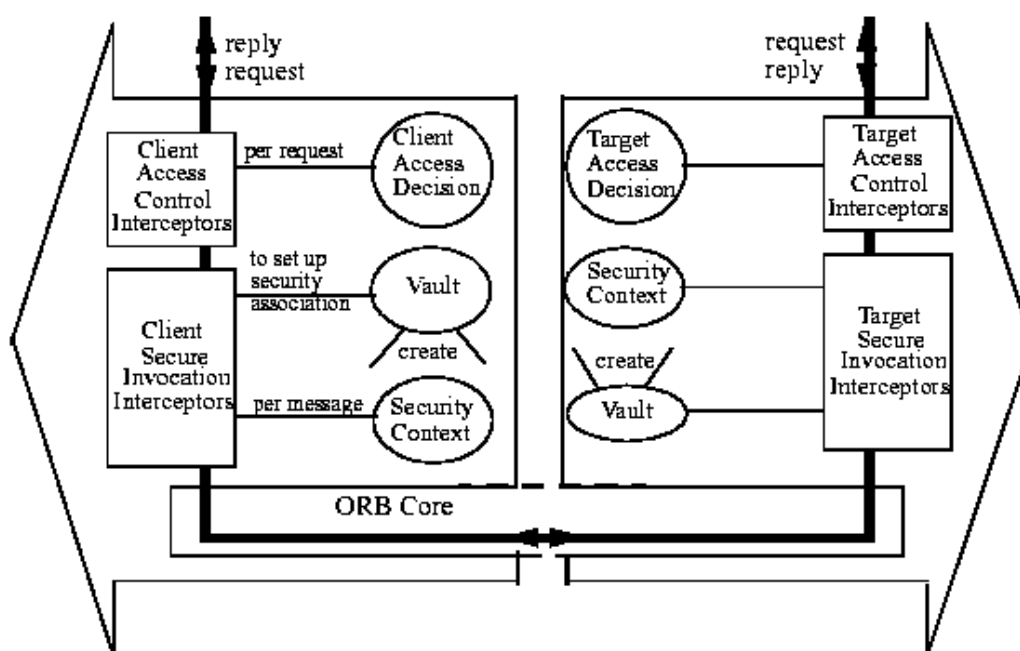 reply
request
request
reply
Client
Access
Control
Interceptors
per request
Client
Access
Decision
Target
Access
Decision
Target
Access
Control
Interceptors
to set up
security
association
Vault
create
Client
Secure
Invocation
Interceptors
per message
Security
Context
Security
Context
create
Vault
Target
Secure
Invocation
Interceptors
ORB Core